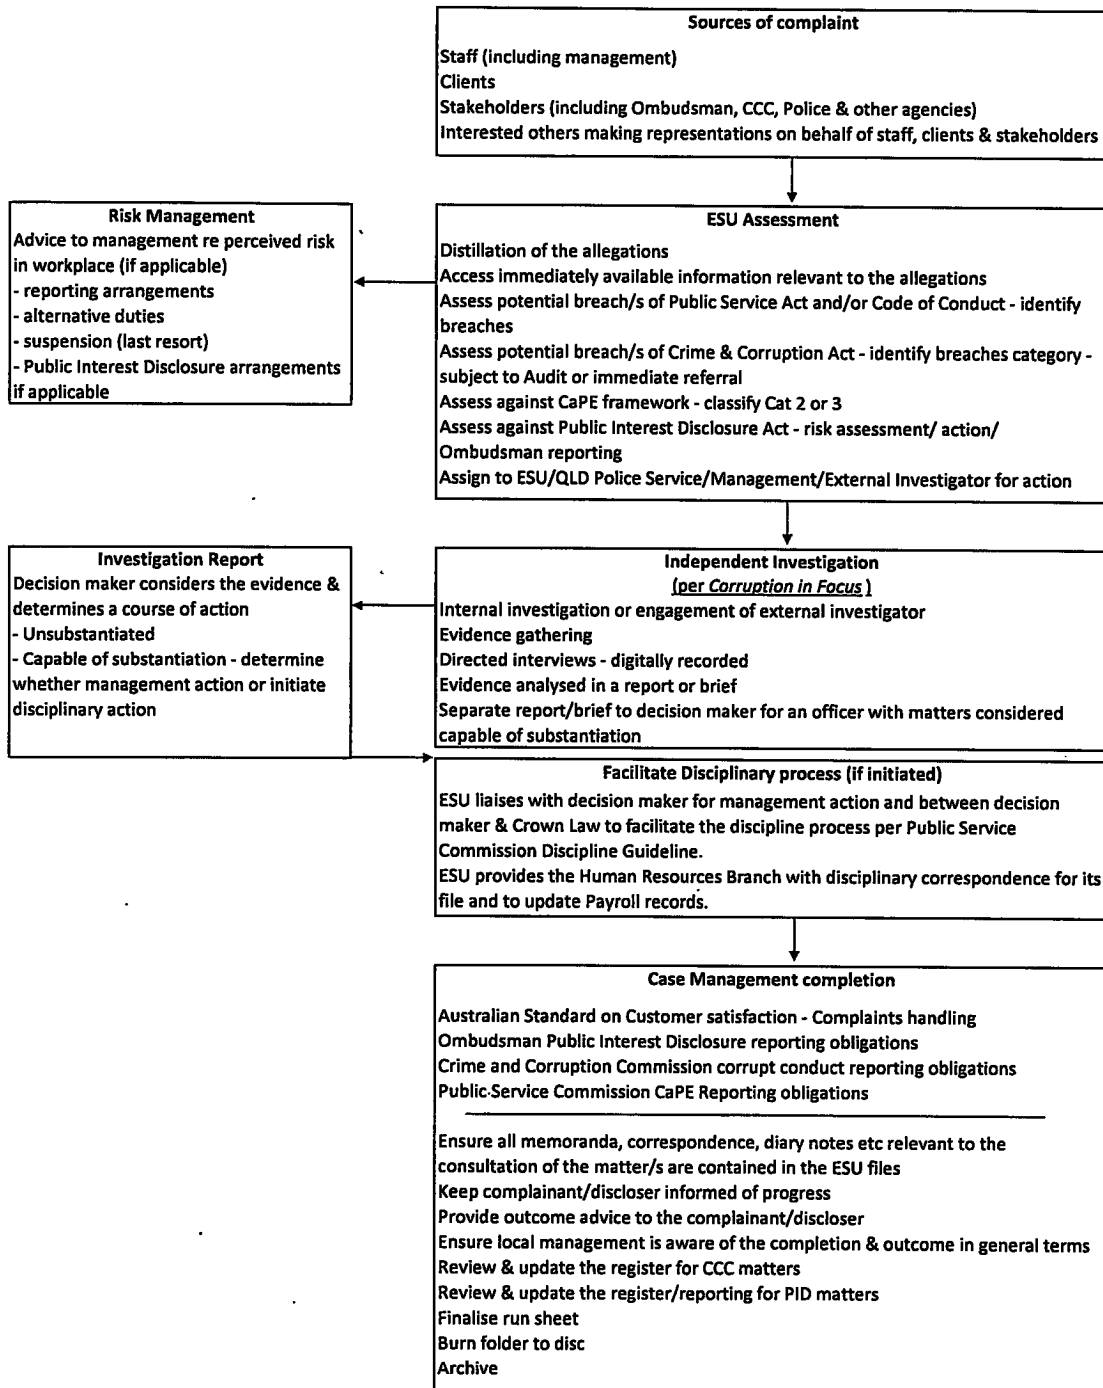 Sources of complaint
Staff (including management)
Clients
Stakeholders (including Ombudsman, CCC, Police & other agencies)
Interested others making representations on behalf of staff, clients & stakeholders
Risk Management
Advice to management re perceived risk
in workplace (if applicable)
- reporting arrangements
- alternative duties
- suspension (last resort)
- Public Interest Disclosure arrangements
if applicable
ESU Assessment
Distillation of the allegations
Access immediately available information relevant to the allegations
Assess potential breach/s of Public Service Act and/or Code of Conduct - identify
breaches
Assess potential breach/s of Crime & Corruption Act - identify breaches category -
subject to Audit or immediate referral
Assess against CaPE framework - classify Cat 2 or 3
Assess against Public Interest Disclosure Act - risk assessment/ action/
Ombudsman reporting
Assign to ESU/QLD Police Service/Management/External Investigator for action
Investigation Report
Decision maker considers the evidence &
determines a course of action
- Unsubstantiated
- Capable of substantiation - determine
whether management action or initiate
disciplinary action
Independent Investigation
(per Corruption in Focus )
Internal investigation or engagement of external investigator
Evidence gathering
Directed interviews - digitally recorded
Evidence analysed in a report or brief
Separate report/brief to decision maker for an officer with matters considered
capable of substantiation
Facilitate Disciplinary process (if initiated)
ESU liaises with decision maker for management action and between decision
maker & Crown Law to facilitate the discipline process per Public Service
Commission Discipline Guideline.
ESU provides the Human Resources Branch with disciplinary correspondence for its
file and to update Payroll records.
Case Management completion
Australian Standard on Customer satisfaction - Complaints handling
Ombudsman Public Interest Disclosure reporting obligations
Crime and Corruption Commission corrupt conduct reporting obligations
Public Service Commission CaPE Reporting obligations
Ensure all memoranda, correspondence, diary notes etc relevant to the
consultation of the matter/s are contained in the ESU files
Keep complainant/discloser informed of progress
Provide outcome advice to the complainant/discloser
Ensure local management is aware of the completion & outcome in general terms
Review & update the register for CCC matters
Review & update the register/reporting for PID matters
Finalise run sheet
Burn folder to disc
Archive